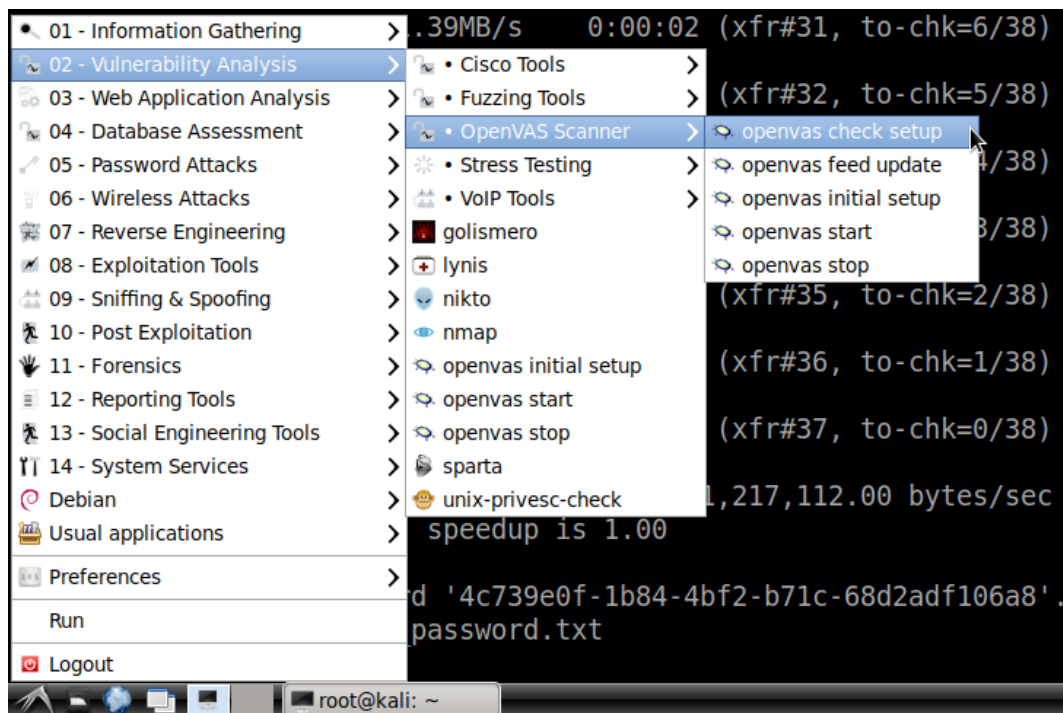 01 - Information Gathering
02 - Vulnerability Analysis
03 - Web Application Analysis
04 - Database Assessment
05 - Password Attacks
06 - Wireless Attacks
07 - Reverse Engineering
08 - Exploitation Tools
09 - Sniffing & Spoofing
10 - Post Exploitation
11 - Forensics
12 - Reporting Tools
13 - Social Engineering Tools
14 - System Services
Debian
Usual applications
Preferences
Run
Logout
• Cisco Tools
• Fuzzing Tools
• OpenVAS Scanner
• Stress Testing
• VoIP Tools
golismero
lynis
nikto
nmap
openvas initial setup
openvas start
openvas stop
sparta
unix-privesc-check
openvas check setup
openvas feed update
openvas initial setup
openvas start
openvas stop
.39MB/s 0:00:02 (xfr#31, to-chk=6/38)
(xfr#32, to-chk=5/38)
4/38)
3/38)
(xfr#35, to-chk=2/38)
(xfr#36, to-chk=1/38)
(xfr#37, to-chk=0/38)
1,217,112.00 bytes/sec
speedup is 1.00
rd '4c739e0f-1b84-4bf2-b71c-68d2adf106a8'.
_password.txt
root@kali: ~